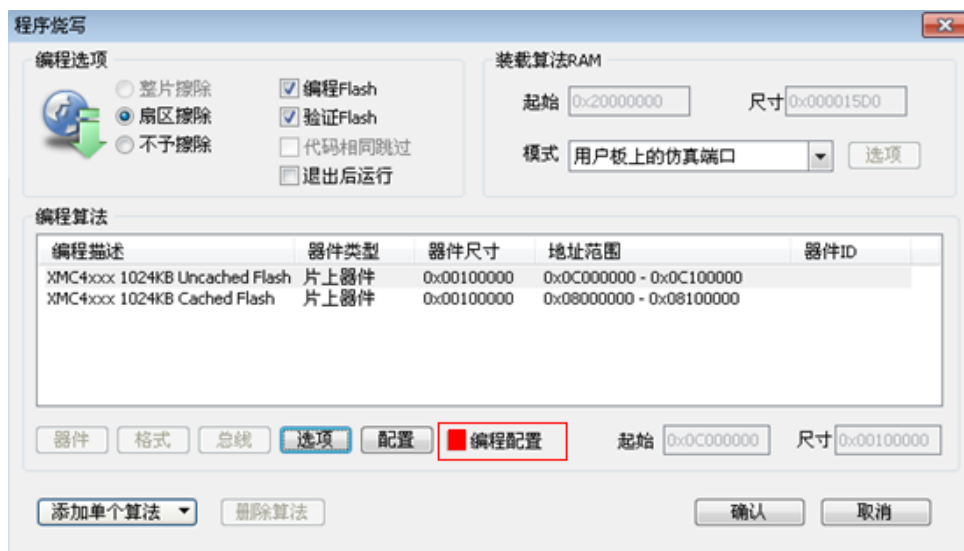 程序烧写
编程选项
整片擦除
扇区擦除
不予擦除
编程Flash
验证Flash
代码相同跳过
退出后运行
装载算法RAM
起始 0x20000000 尺寸 0x000015D0
模式 用户板上的仿真端口 选项
编程算法
编程描述 器件类型 器件尺寸 地址范围 器件ID
XMC4xxx 1024KB Uncached Flash 片上器件 0x00100000 0x0C000000 - 0x0C100000
XMC4xxx 1024KB Cached Flash 片上器件 0x00100000 0x08000000 - 0x08100000
器件 格式 总线 选项 配置 编程配置 起始 0x0C000000 尺寸 0x00100000
添加单个算法 删除算法 确认 取消